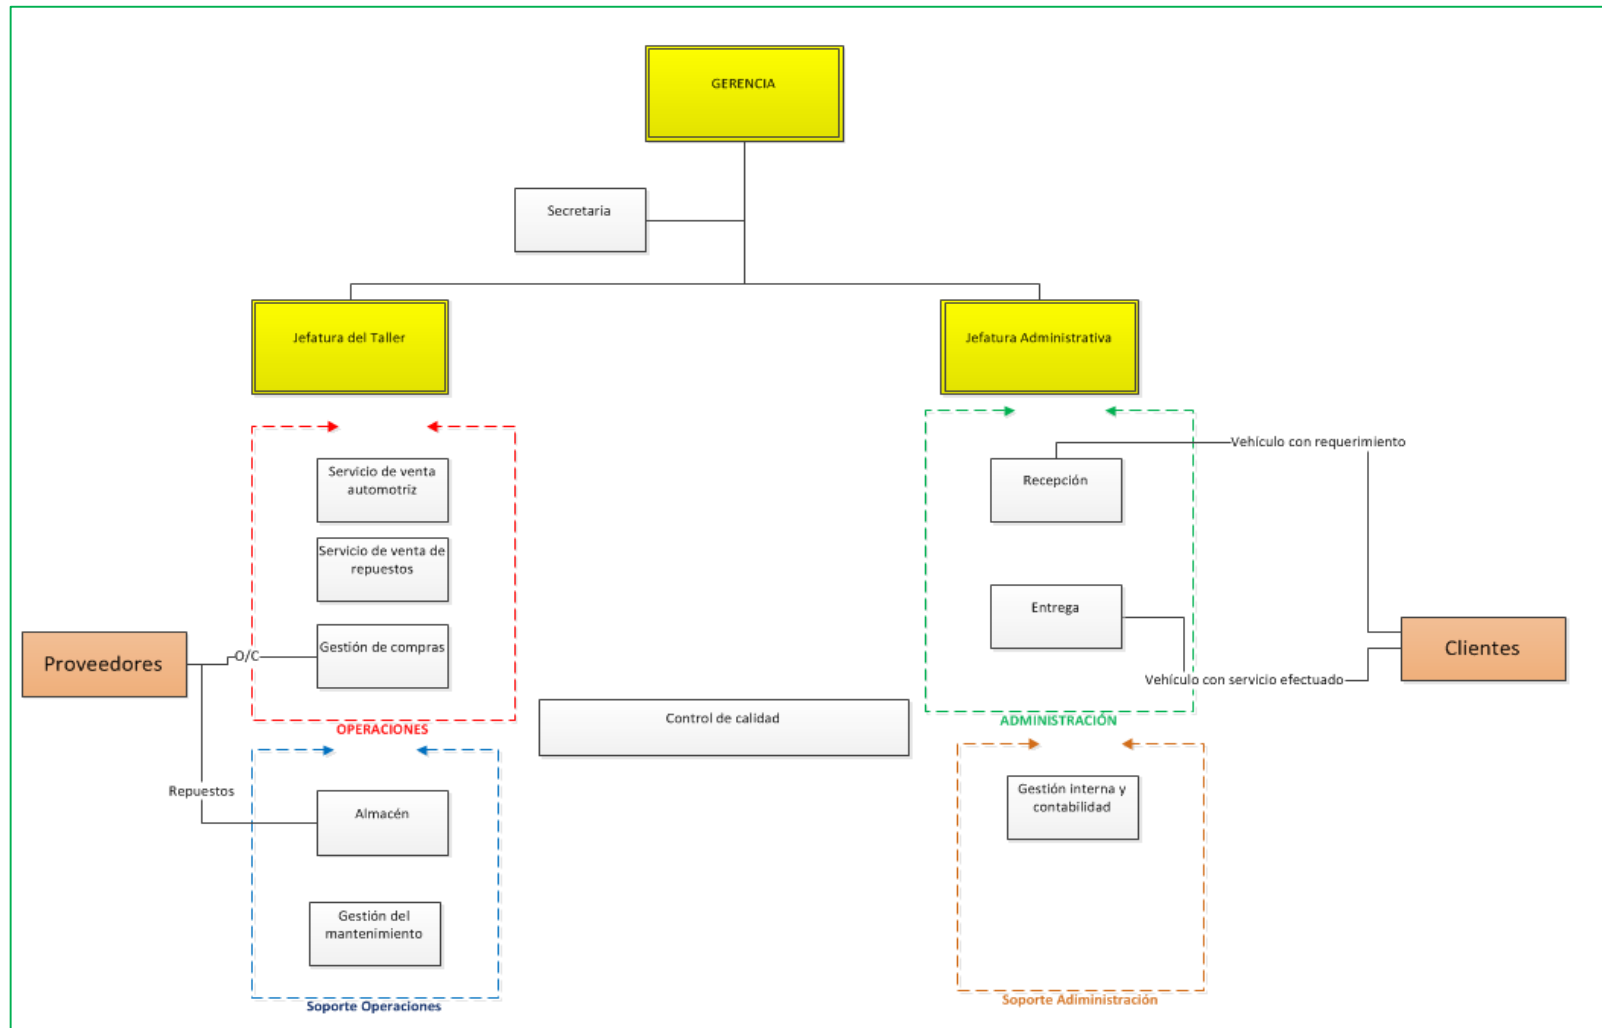 GERENCIA
Secretaria
Jefatura del Taller
Jefatura Administrativa
Servicio de venta
automotriz
Servicio de venta de
repuestos
Gestión de compras
Proveedores
O/C
OPERACIONES
Repuestos
Almacén
Gestión del
mantenimiento
Soporte Operaciones
Control de calidad
Recepción
Vehículo con requerimiento
Entrega
Clientes
Vehículo con servicio efectuado
ADMINISTRACIÓN
Gestión interna y
contabilidad
Soporte Adiministración